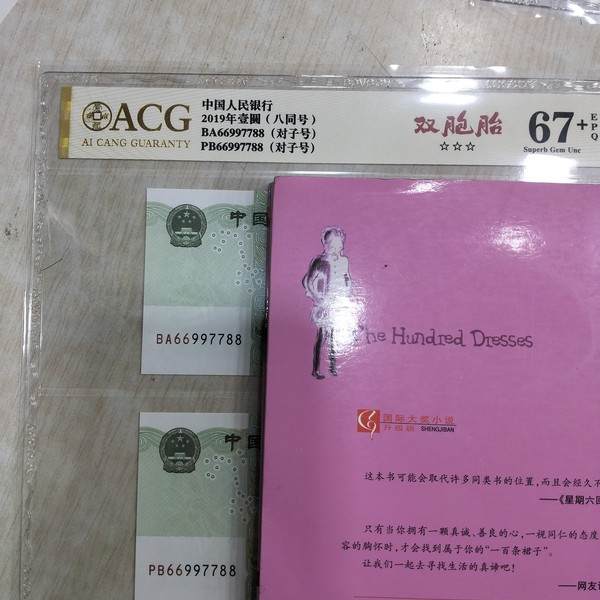 ACG
AI CANG GUARANTY
中国人民银行
2019年壹圆（八同号）
BA66997788（对子号）
PB66997788（对子号）
双胞胎
☆☆☆
67+
EPQ
Superb Gem Unc
中国
BA66997788
中国
PB66997788
The Hundred Dresses
国际大奖小说
升级版 SHENGJIBAN
这本书可能会取代许多同类书的位置，而且会经久不
——《星期六回
只有当你拥有一颗真诚、善良的心，一视同仁的态度
容的胸怀时，才会找到属于你的“一百条裙子”。
让我们一起去寻找生活的真谛吧！
——网友